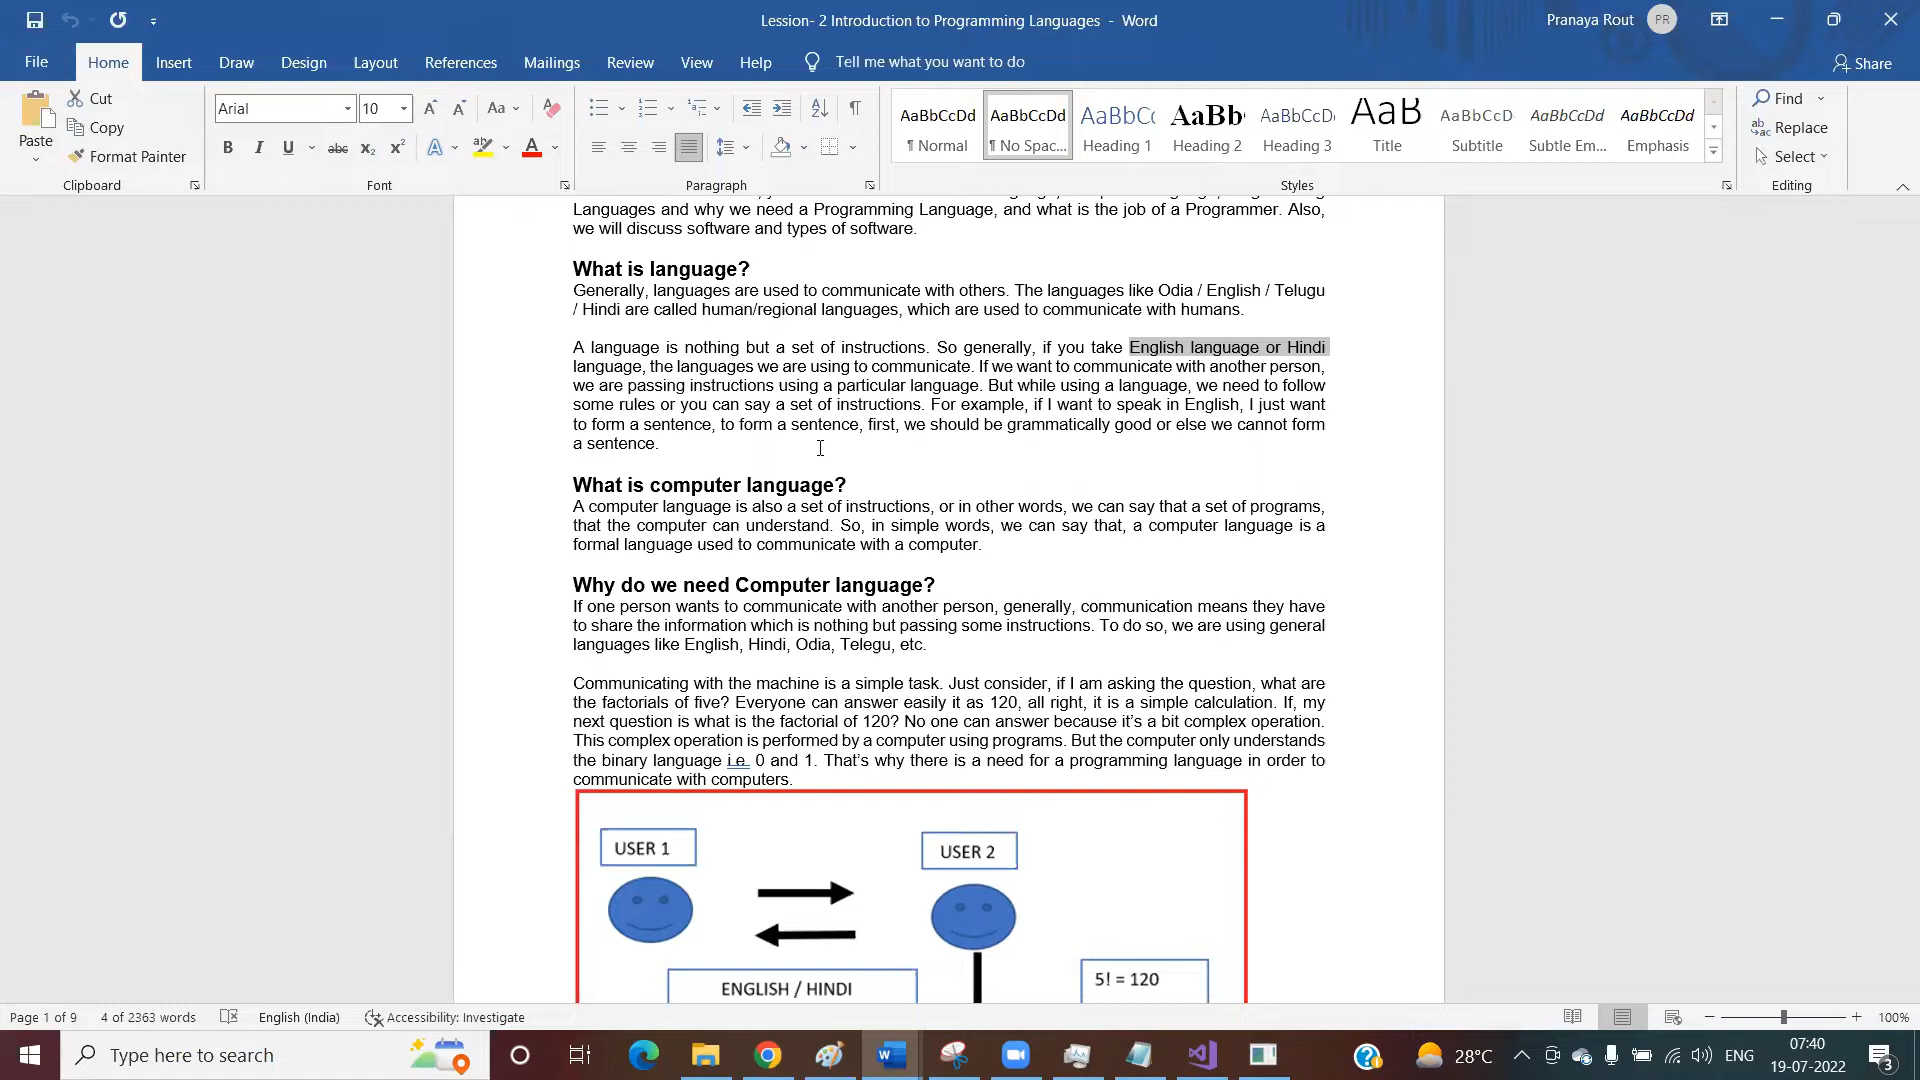 Lession- 2 Introduction to Programming Languages - Word
Pranaya Rout
PR
File
Home
Insert
Draw
Design
Layout
References
Mailings
Review
View
Help
Tell me what you want to do
Share
Paste
Cut
Copy
Format Painter
Clipboard
Arial
10
Font
Paragraph
AaBbCcDd
¶ Normal
AaBbCcDd
¶ No Spac...
AaBbCc
Heading 1
AaBb
Heading 2
AaBbCcD
Heading 3
AaB
Title
AaBbCcD
Subtitle
AaBbCcDd
Subtle Em...
AaBbCcDd
Emphasis
Styles
Find
Replace
Select
Editing
Languages and why we need a Programming Language, and what is the job of a Programmer. Also,
we will discuss software and types of software.
What is language?
Generally, languages are used to communicate with others. The languages like Odia / English / Telugu
/ Hindi are called human/regional languages, which are used to communicate with humans.
A language is nothing but a set of instructions. So generally, if you take English language or Hindi
language, the languages we are using to communicate. If we want to communicate with another person,
we are passing instructions using a particular language. But while using a language, we need to follow
some rules or you can say a set of instructions. For example, if I want to speak in English, I just want
to form a sentence, to form a sentence, first, we should be grammatically good or else we cannot form
a sentence.
What is computer language?
A computer language is also a set of instructions, or in other words, we can say that a set of programs,
that the computer can understand. So, in simple words, we can say that, a computer language is a
formal language used to communicate with a computer.
Why do we need Computer language?
If one person wants to communicate with another person, generally, communication means they have
to share the information which is nothing but passing some instructions. To do so, we are using general
languages like English, Hindi, Odia, Telegu, etc.
Communicating with the machine is a simple task. Just consider, if I am asking the question, what are
the factorials of five? Everyone can answer easily it as 120, all right, it is a simple calculation. If, my
next question is what is the factorial of 120? No one can answer because it's a bit complex operation.
This complex operation is performed by a computer using programs. But the computer only understands
the binary language i.e. 0 and 1. That's why there is a need for a programming language in order to
communicate with computers.
USER 1
USER 2
ENGLISH / HINDI
5! = 120
Page 1 of 9
4 of 2363 words
English (India)
Accessibility: Investigate
100%
Type here to search
28°C
ENG
07:40
19-07-2022
3